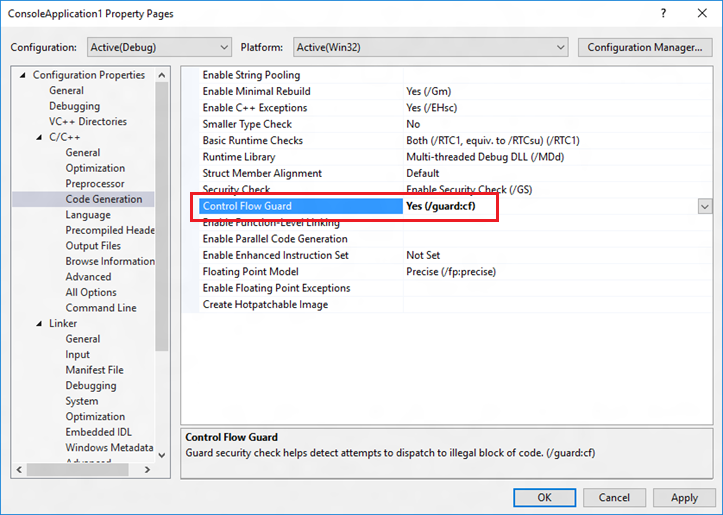 ConsoleApplication1 Property Pages
Configuration: Active(Debug) Platform: Active(Win32) Configuration Manager...
Configuration Properties
General
Debugging
VC++ Directories
C/C++
General
Optimization
Preprocessor
Code Generation
Language
Precompiled Heade
Output Files
Browse Information
Advanced
All Options
Command Line
Linker
General
Input
Manifest File
Debugging
System
Optimization
Embedded IDL
Windows Metadata
Advanced
Enable String Pooling
Enable Minimal Rebuild Yes (/Gm)
Enable C++ Exceptions Yes (/EHsc)
Smaller Type Check No
Basic Runtime Checks Both (/RTC1, equiv. to /RTCsu) (/RTC1)
Runtime Library Multi-threaded Debug DLL (/MDd)
Struct Member Alignment Default
Security Check Enable Security Check (/GS)
Control Flow Guard Yes (/guard:cf)
Enable Function-Level Linking
Enable Parallel Code Generation
Enable Enhanced Instruction Set Not Set
Floating Point Model Precise (/fp:precise)
Enable Floating Point Exceptions
Create Hotpatchable Image
Control Flow Guard
Guard security check helps detect attempts to dispatch to illegal block of code. (/guard:cf)
OK Cancel Apply